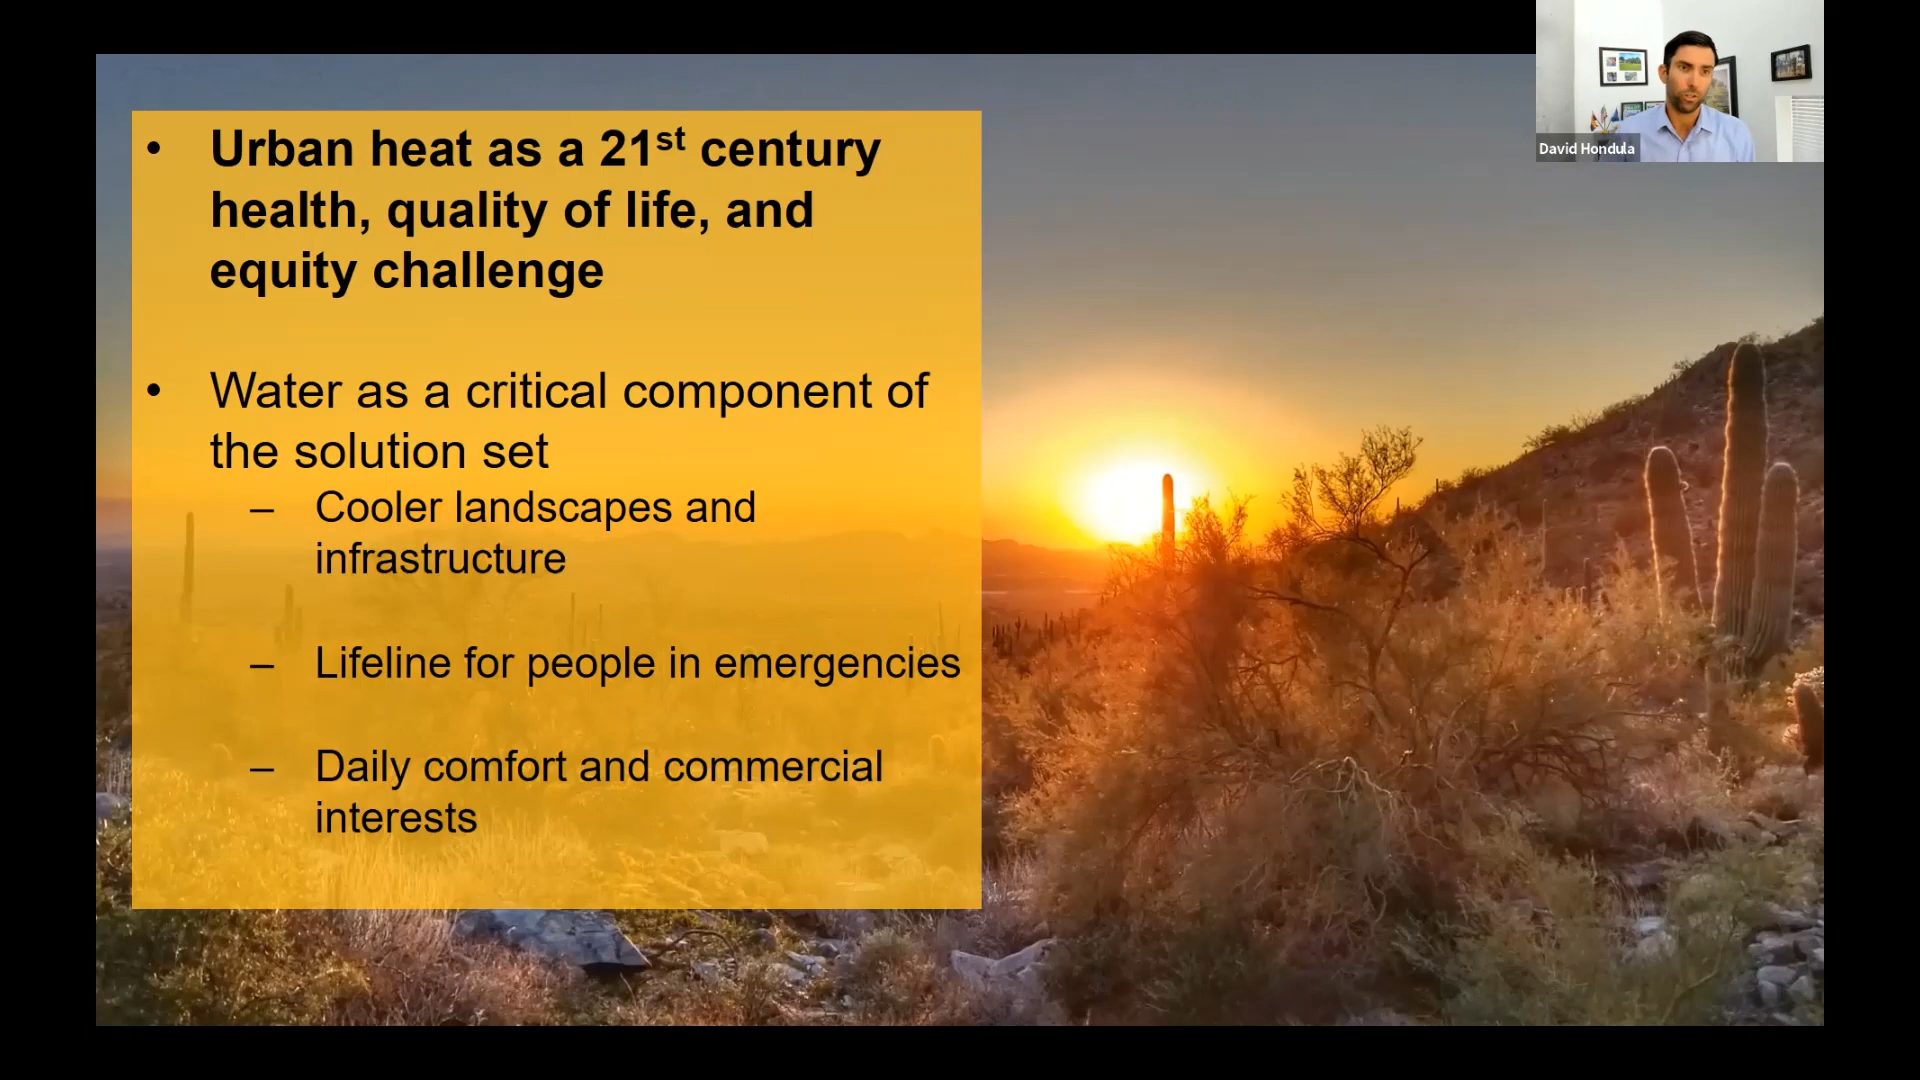 David Hondula
• Urban heat as a 21st century
health, quality of life, and
equity challenge
• Water as a critical component of
the solution set
– Cooler landscapes and
infrastructure
– Lifeline for people in emergencies
– Daily comfort and commercial
interests